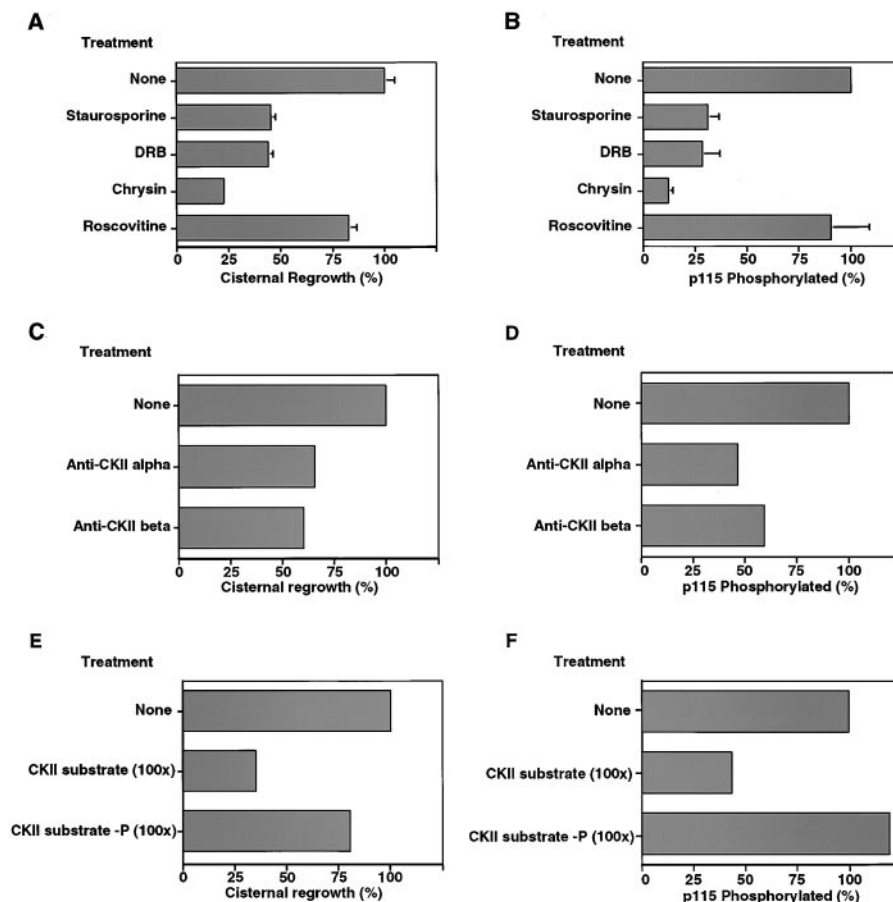 A
Treatment
None
Staurosporine
DRB
Chrysin
Roscovitine
0 25 50 75 100
Cisternal Regrowth (%)
B
Treatment
None
Staurosporine
DRB
Chrysin
Roscovitine
0 25 50 75 100
p115 Phosphorylated (%)
C
Treatment
None
Anti-CKII alpha
Anti-CKII beta
0 25 50 75 100
Cisternal regrowth (%)
D
Treatment
None
Anti-CKII alpha
Anti-CKII beta
0 25 50 75 100
p115 Phosphorylated (%)
E
Treatment
None
CKII substrate (100x)
CKII substrate -P (100x)
0 25 50 75 100
Cisternal regrowth (%)
F
Treatment
None
CKII substrate (100x)
CKII substrate -P (100x)
0 25 50 75 100
p115 Phosphorylated (%)